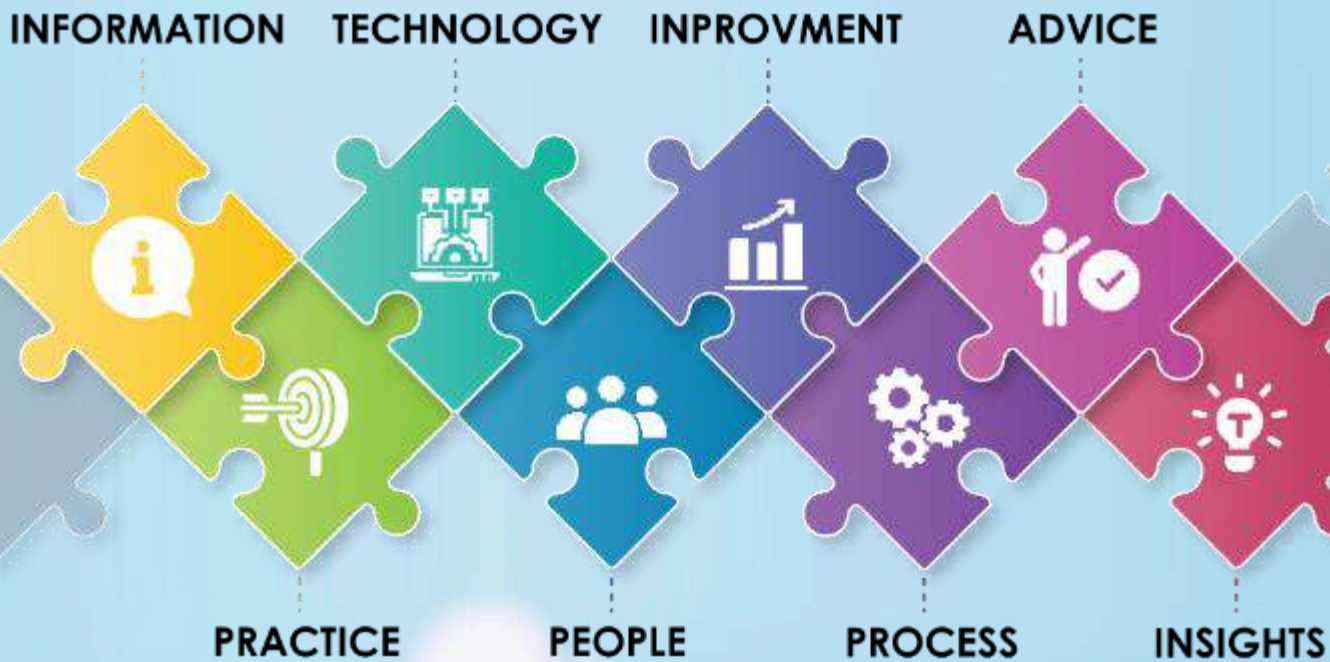 INFORMATION TECHNOLOGY INPROVMENT ADVICE
PRACTICE PEOPLE PROCESS INSIGHTS